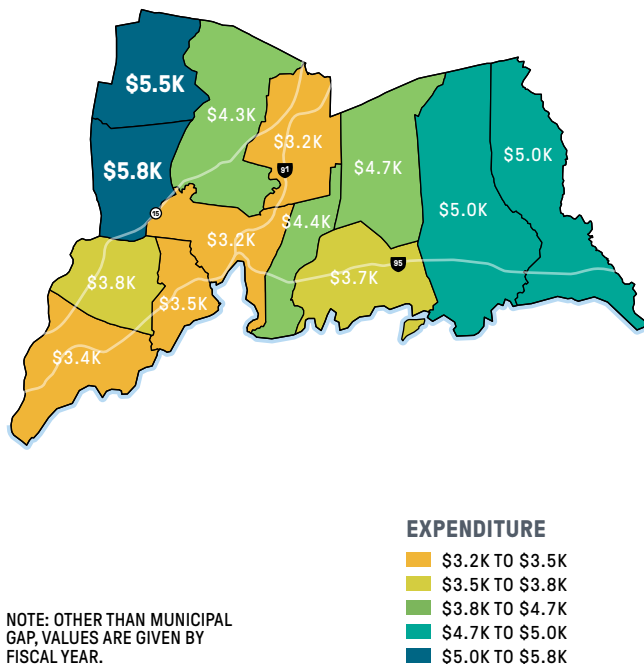 $5.5K
$4.3K
$3.2K
$5.8K
91
$4.7K
$5.0K
15
$5.0K
$4.4K
$3.2K
95
$3.8K
$3.7K
$3.5K
$3.4K
EXPENDITURE
$3.2K TO $3.5K
$3.5K TO $3.8K
$3.8K TO $4.7K
$4.7K TO $5.0K
$5.0K TO $5.8K
NOTE: OTHER THAN MUNICIPAL
GAP, VALUES ARE GIVEN BY
FISCAL YEAR.